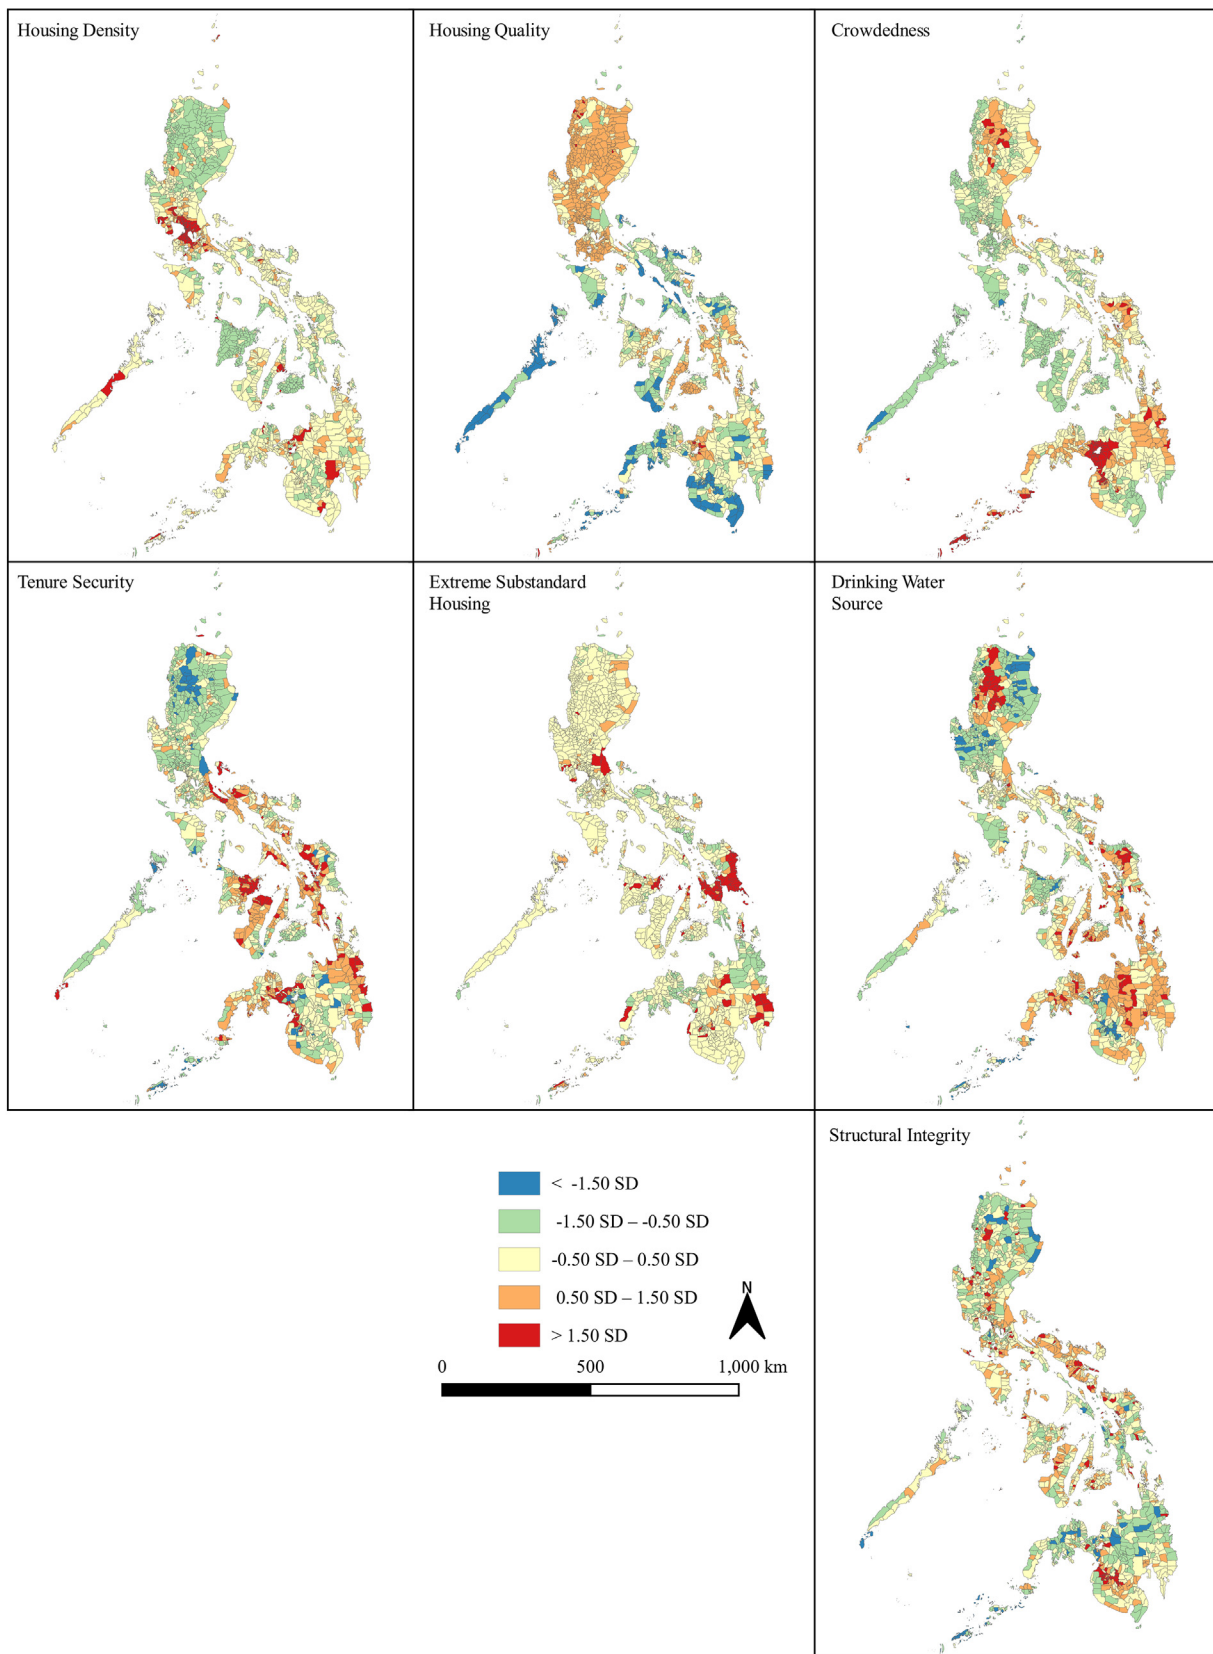 Housing Density
Housing Quality
Crowdedness
Tenure Security
Extreme Substandard
Housing
Drinking Water
Source
Structural Integrity
< -1.50 SD
-1.50 SD – -0.50 SD
-0.50 SD – 0.50 SD
0.50 SD – 1.50 SD
> 1.50 SD
N
0 500 1,000 km